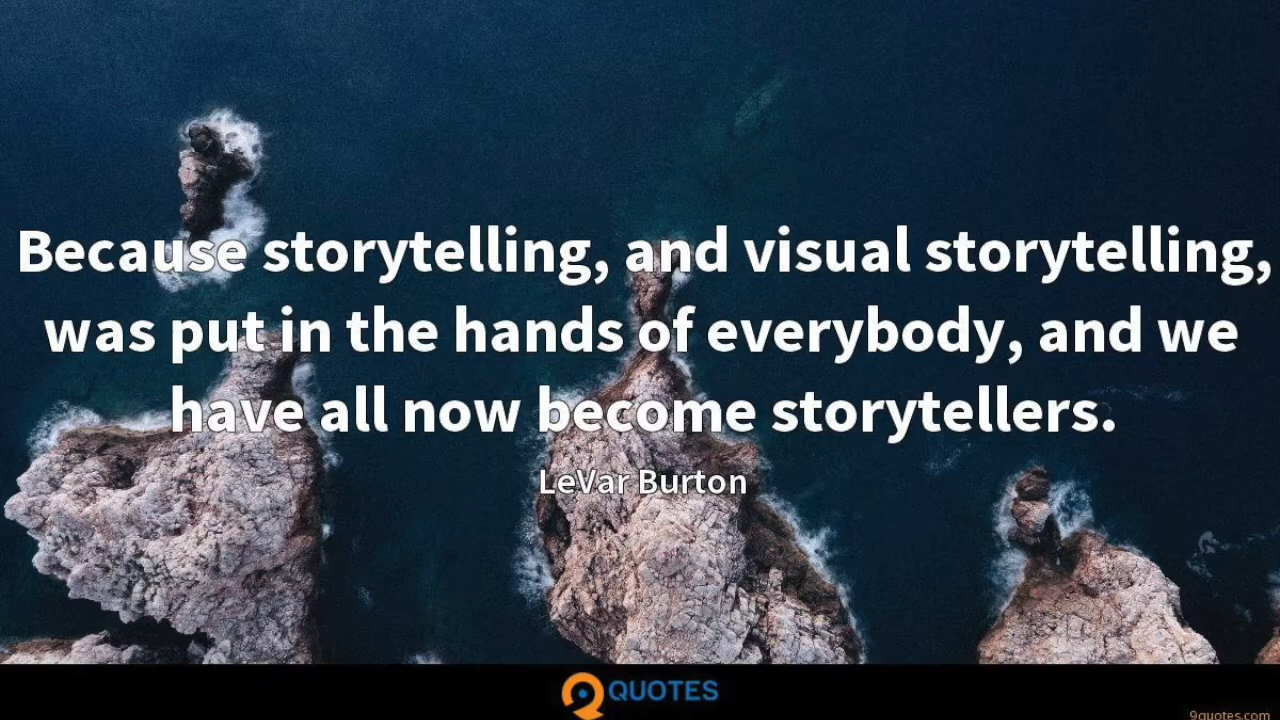 Because storytelling, and visual storytelling,
was put in the hands of everybody, and we
have all now become storytellers.
LeVar Burton
9QUOTES
9quotes.com